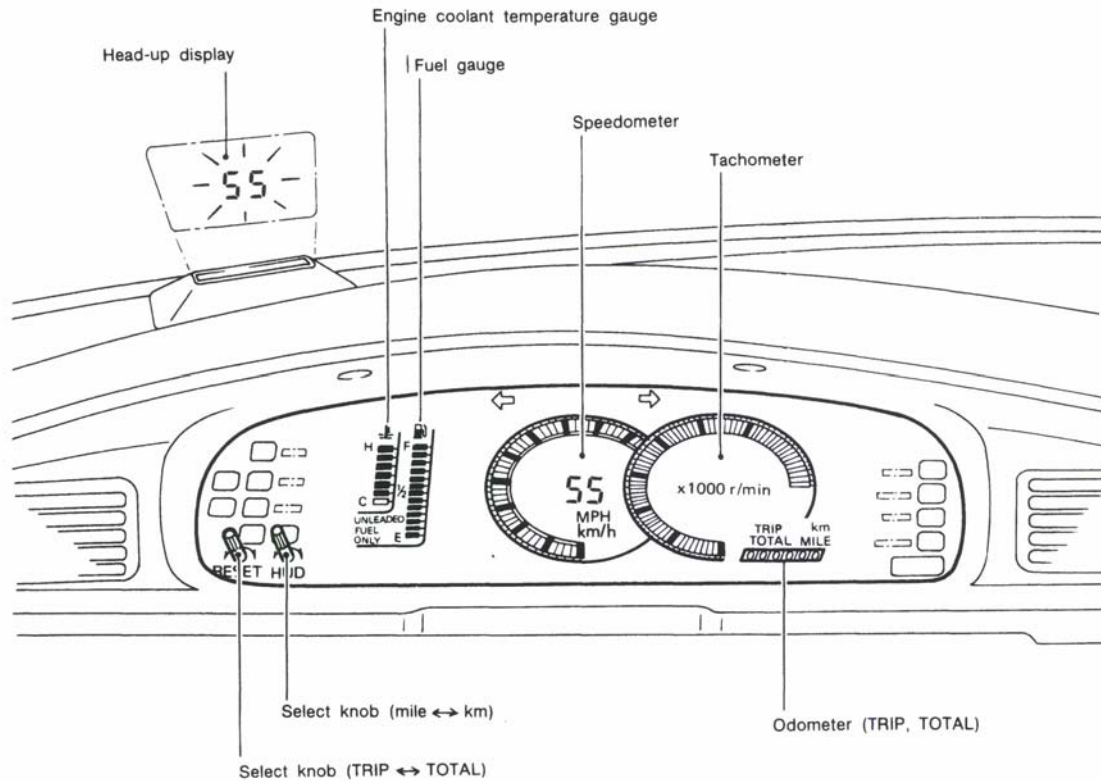 Engine coolant temperature gauge
Head-up display
Fuel gauge
Speedometer
Tachometer
55
H
F
C
1/2
UNLEADED
FUEL
ONLY
E
55
MPH
km/h
x1000 r/min
TRIP km
TOTAL MILE
000000
RESET HUD
Select knob (mile ↔ km)
Odometer (TRIP, TOTAL)
Select knob (TRIP ↔ TOTAL)